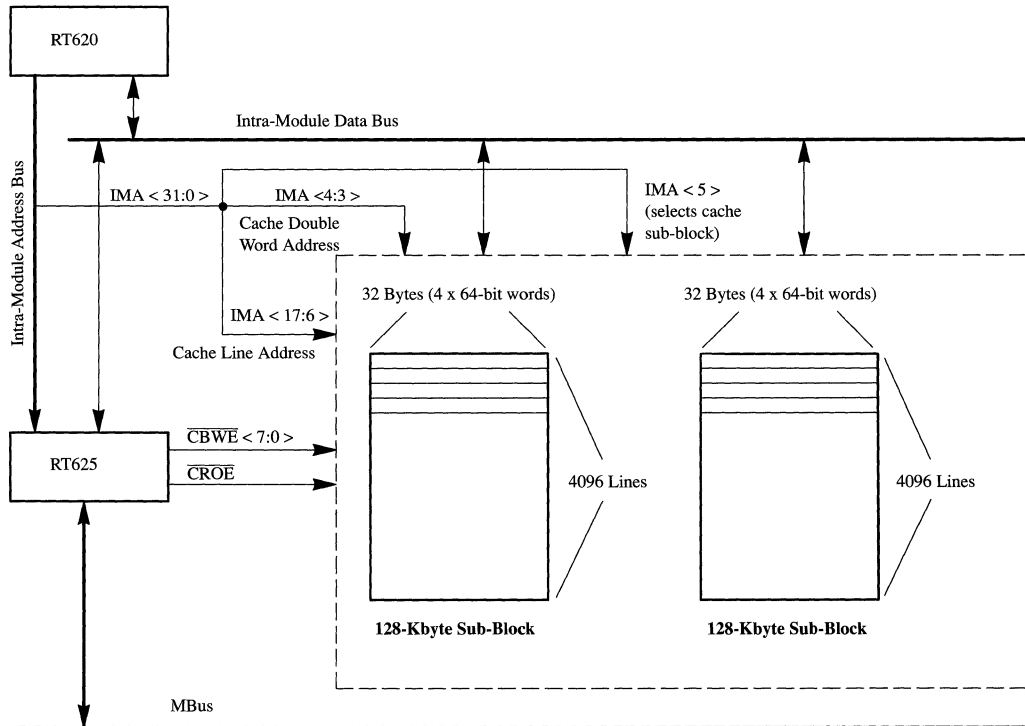 RT620
Intra-Module Data Bus
Intra-Module Address Bus
IMA < 31:0 >
IMA <4:3 >
Cache Double
Word Address
IMA < 5 >
(selects cache
sub-block)
IMA < 17:6 >
Cache Line Address
32 Bytes (4 x 64-bit words)
32 Bytes (4 x 64-bit words)
RT625
CBWE < 7:0 >
CROE
4096 Lines
4096 Lines
128-Kbyte Sub-Block
128-Kbyte Sub-Block
MBus